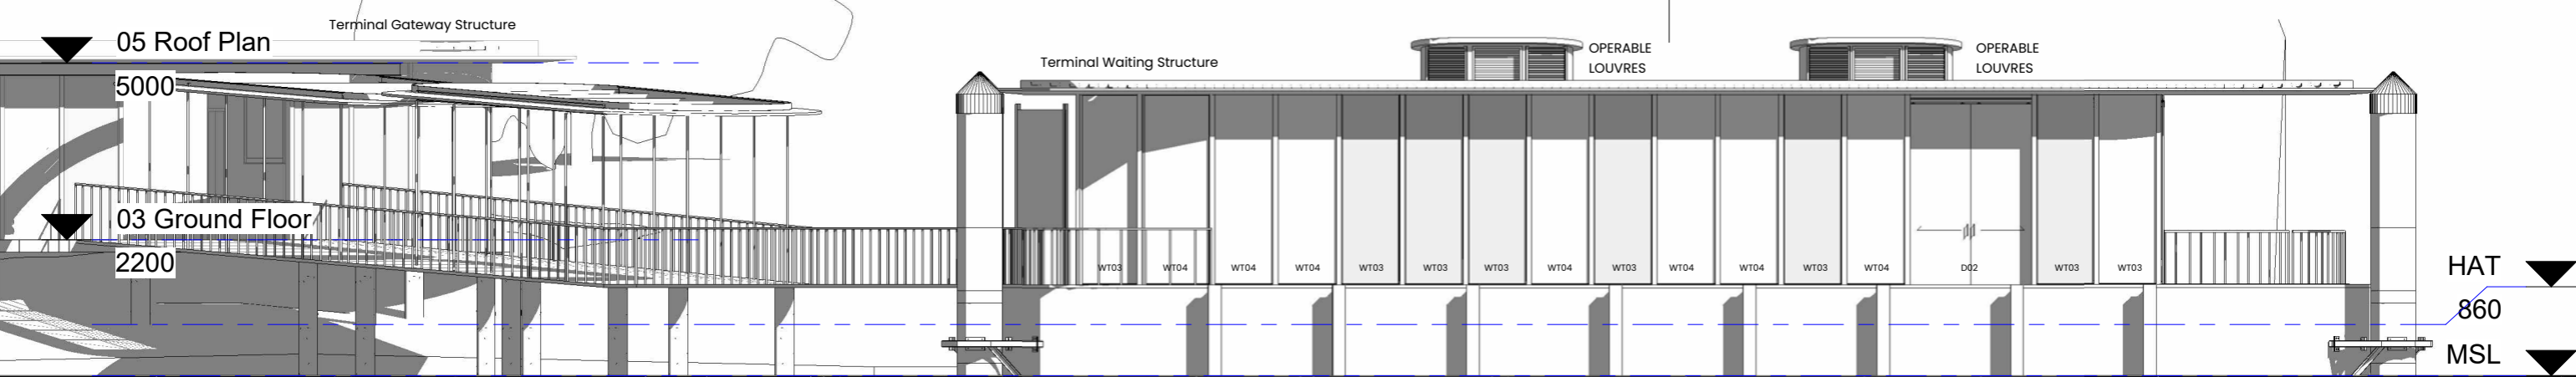 Terminal Gateway Structure
05 Roof Plan
5000
Terminal Waiting Structure
OPERABLE
LOUVRES
OPERABLE
LOUVRES
03 Ground Floor
2200
WT03 WT04 WT04 WT04 WT03 WT03 WT03 WT04 WT03 WT04 WT04 WT03 WT04 D02 WT03 WT03
HAT
860
MSL